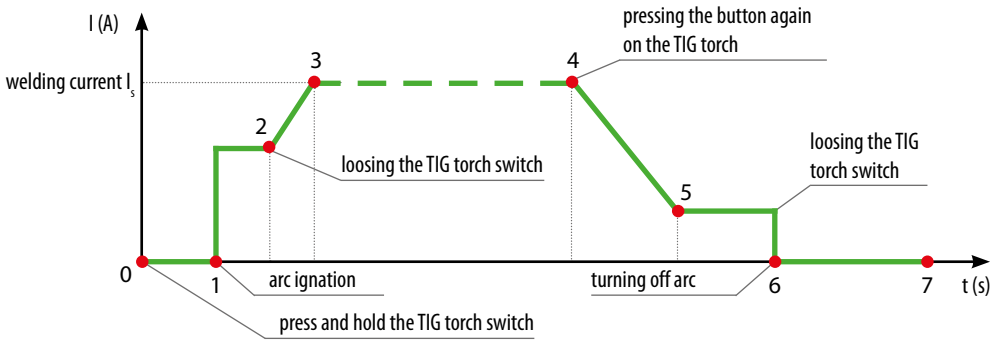 I (A)
pressing the button again
on the TIG torch
3
4
welding current Is
2
loosing the TIG
torch switch
loosing the TIG torch switch
5
0
1
arc ignation
turning off arc
6
7
t (s)
press and hold the TIG torch switch